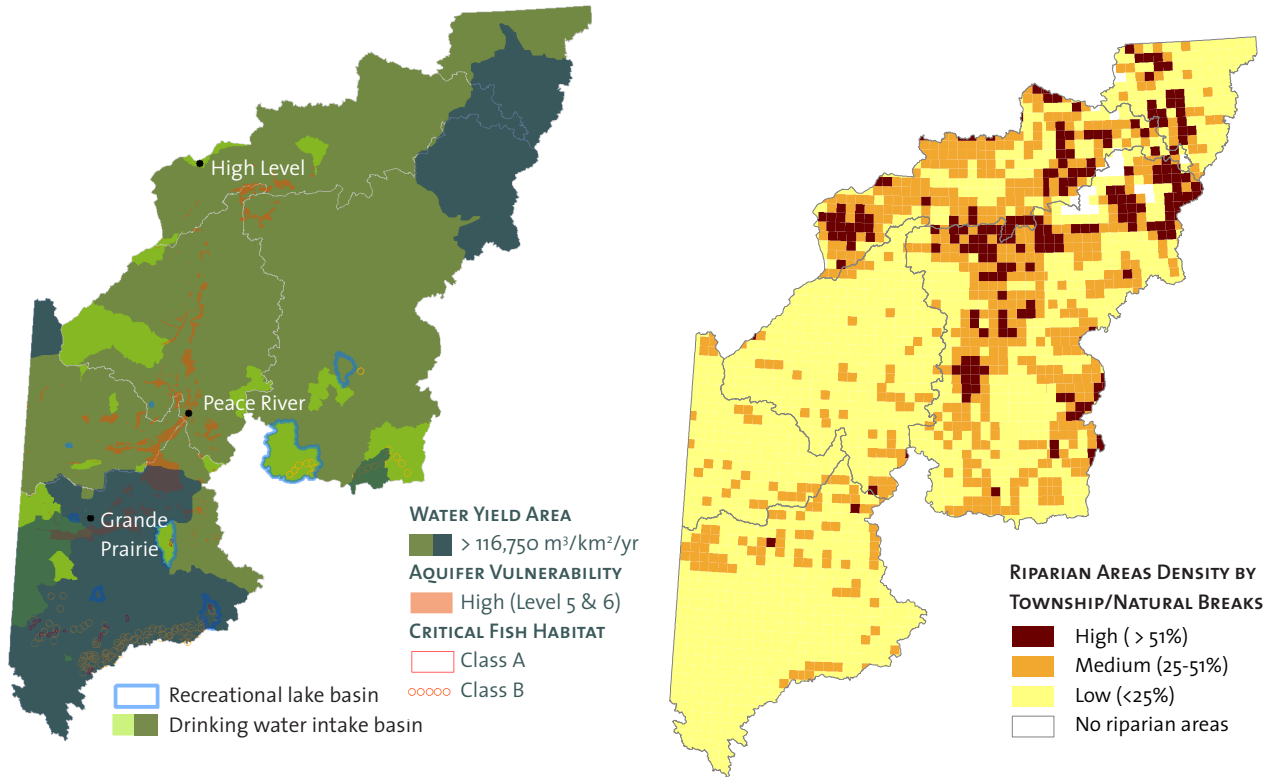 High Level
Peace River
Grande
Prairie
Water Yield Area
> 116,750 m³/km²/yr
Aquifer Vulnerability
High (Level 5 & 6)
Critical Fish Habitat
Class A
Class B
Recreational lake basin
Drinking water intake basin
Riparian Areas Density by
Township/Natural Breaks
High ( > 51%)
Medium (25-51%)
Low (<25%)
No riparian areas